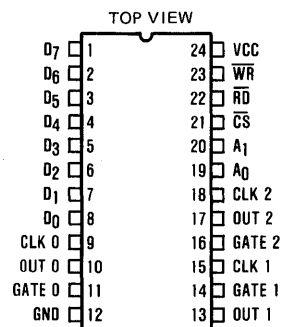 TOP VIEW
D7 1 24 VCC
D6 2 23 WR
D5 3 22 RD
D4 4 21 CS
D3 5 20 A1
D2 6 19 A0
D1 7 18 CLK 2
D0 8 17 OUT 2
CLK 0 9 16 GATE 2
OUT 0 10 15 CLK 1
GATE 0 11 14 GATE 1
GND 12 13 OUT 1